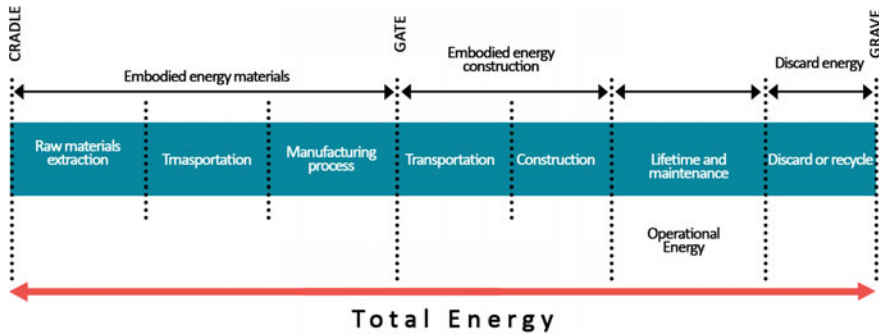 CRADLE
GATE
GRAVE
Embodied energy materials
Embodied energy
construction
Discard energy
Raw materials
extraction
Trnasportation
Manufacturing
process
Transportation
Construction
Lifetime and
maintenance
Discard or recycle
Operational
Energy
Total Energy